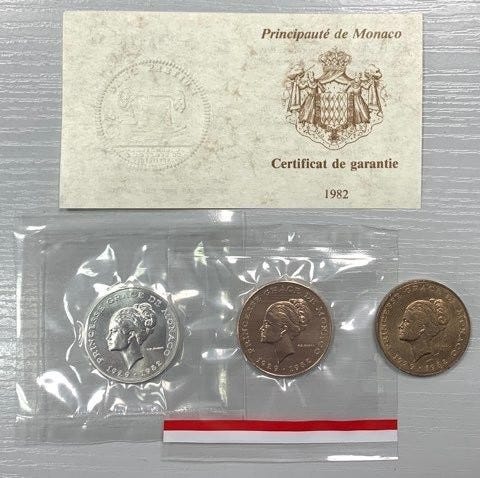 Principauté de Monaco
Certificat de garantie
1982
PRINCESSE GRACE DE MONACO
1929 · 1982
PRINCESSE GRACE DE MONACO
1929 · 1982
PRINCESSE GRACE DE MONACO
1929 · 1982